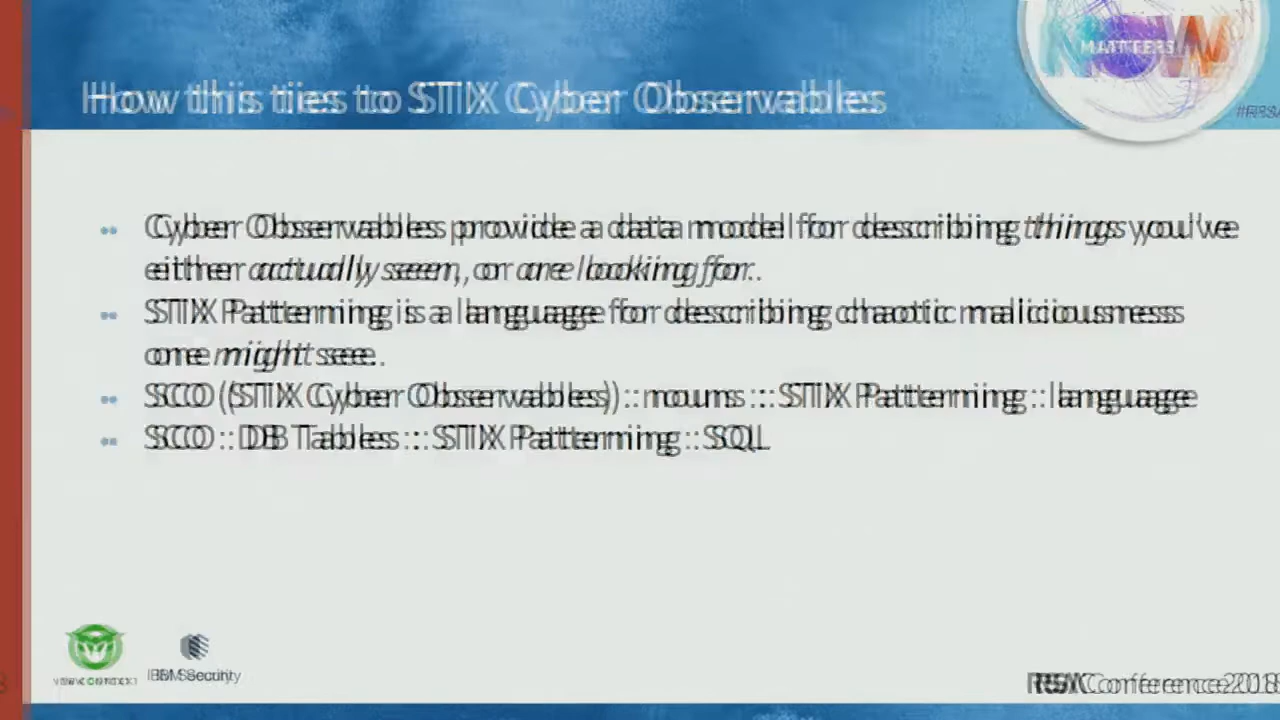 How this ties to STIX Cyber Observables
NOW
MATTERS
#RSA
Cyber Observables provide a data model for describing things you've
either actually seen, or are looking for.
STIX Patterning is a language for describing chaotic maliciousness
one might see.
SCO (STIX Cyber Observables) : nouns :: STIX Patterning : language
SCO : DB Tables :: STIX Patterning : SQL
IBM Security
RSAConference2018